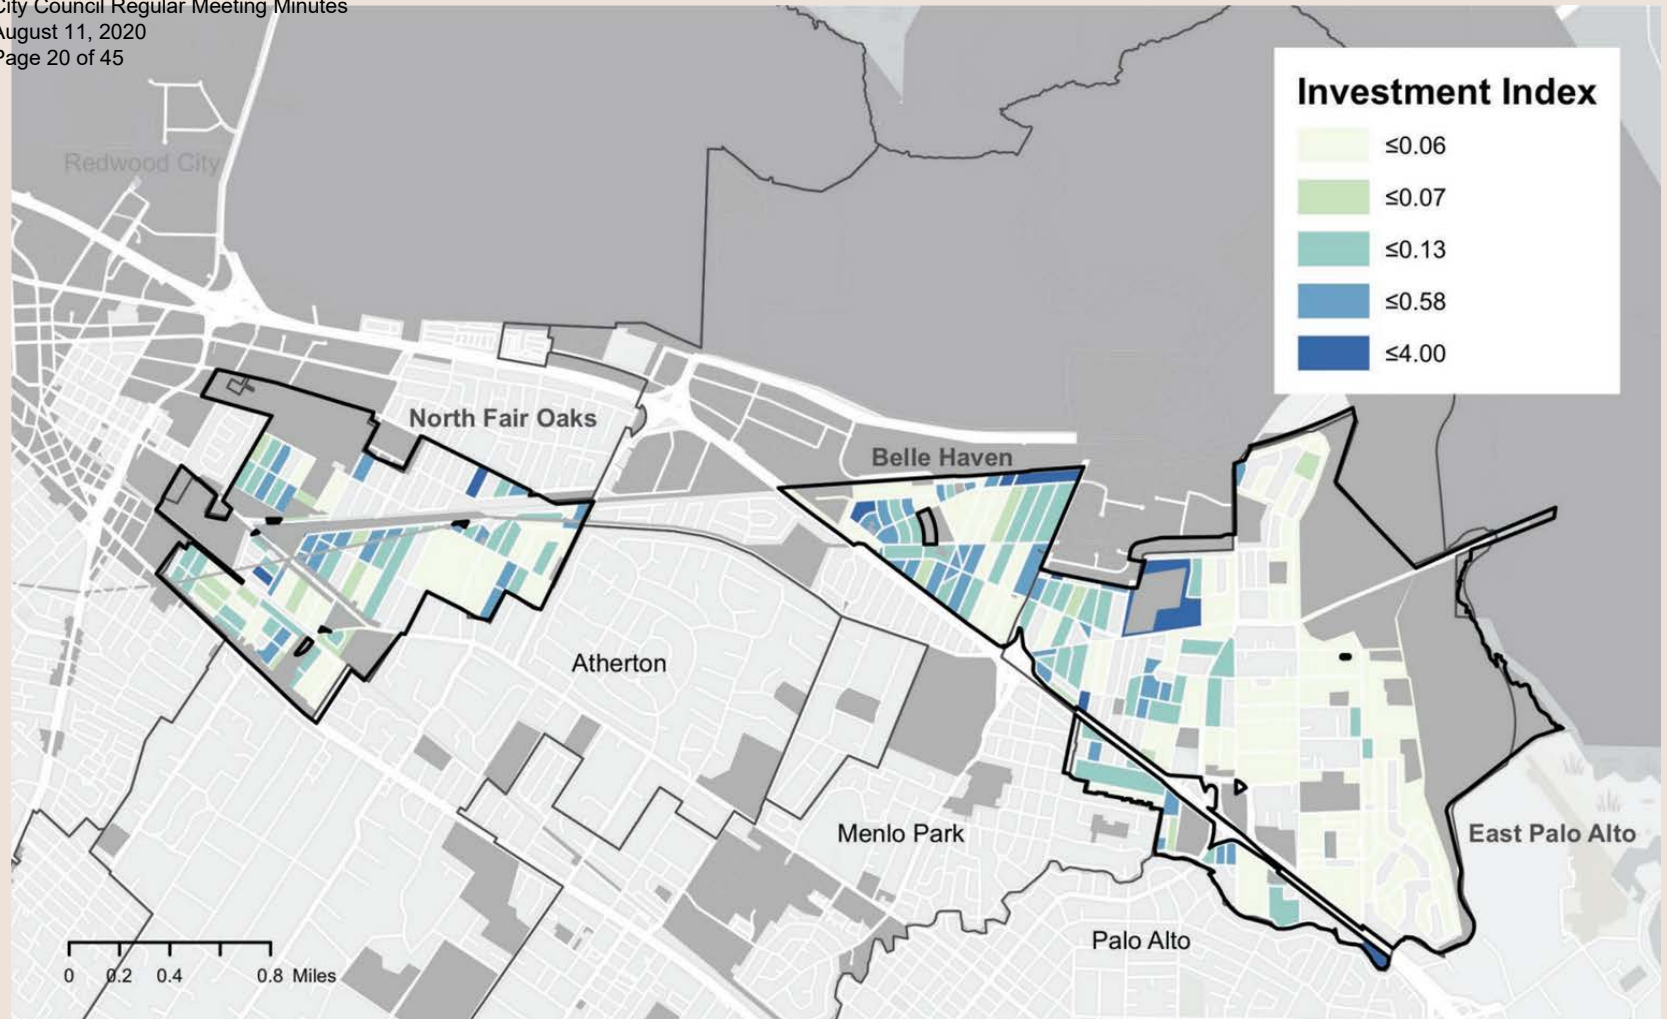 City Council Regular Meeting Minutes
August 11, 2020
Page 20 of 45
Redwood City
Investment Index
≤0.06
≤0.07
≤0.13
≤0.58
≤4.00
North Fair Oaks
Belle Haven
Atherton
Menlo Park
East Palo Alto
Palo Alto
0 0.2 0.4 0.8 Miles